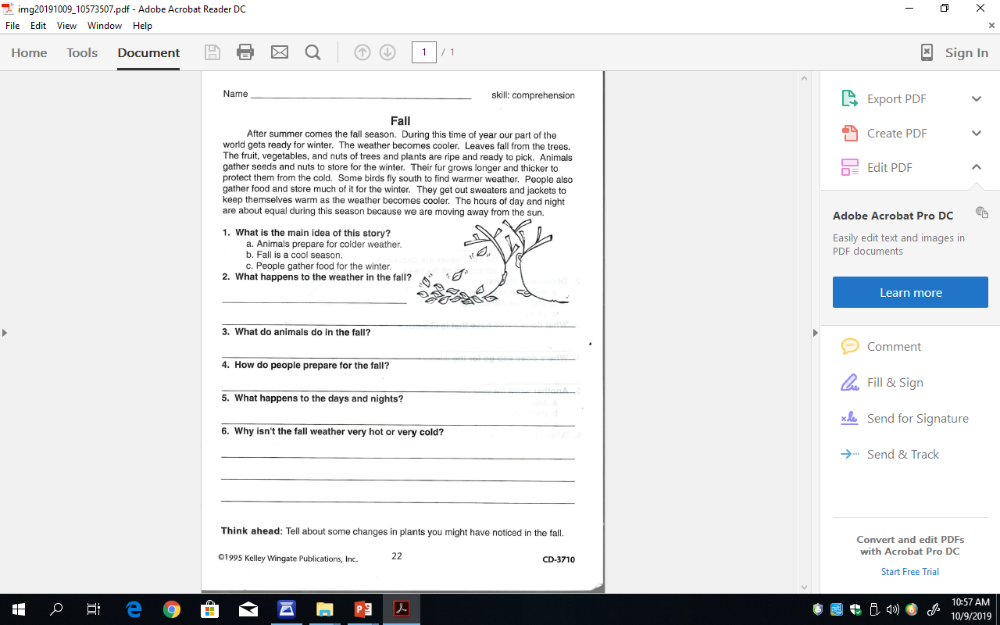 img20191009_10573507.pdf - Adobe Acrobat Reader DC
File Edit View Window Help
Home Tools Document 1 / 1 Sign In
Name skill: comprehension
Fall
After summer comes the fall season. During this time of year our part of the
world gets ready for winter. The weather becomes cooler. Leaves fall from the trees.
The fruit, vegetables, and nuts of trees and plants are ripe and ready to pick. Animals
gather seeds and nuts to store for the winter. Their fur grows longer and thicker to
protect them from the cold. Some birds fly south to find warmer weather. People also
gather food and store much of it for the winter. They get out sweaters and jackets to
keep themselves warm as the weather becomes cooler. The hours of day and night
are about equal during this season because we are moving away from the sun.
1. What is the main idea of this story?
a. Animals prepare for colder weather.
b. Fall is a cool season.
c. People gather food for the winter.
2. What happens to the weather in the fall?
3. What do animals do in the fall?
4. How do people prepare for the fall?
5. What happens to the days and nights?
6. Why isn't the fall weather very hot or very cold?
Think ahead: Tell about some changes in plants you might have noticed in the fall.
©1995 Kelley Wingate Publications, Inc. 22 CD-3710
Export PDF
Create PDF
Edit PDF
Adobe Acrobat Pro DC
Easily edit text and images in
PDF documents
Learn more
Comment
Fill & Sign
Send for Signature
Send & Track
Convert and edit PDFs
with Acrobat Pro DC
Start Free Trial
10:57 AM
10/9/2019